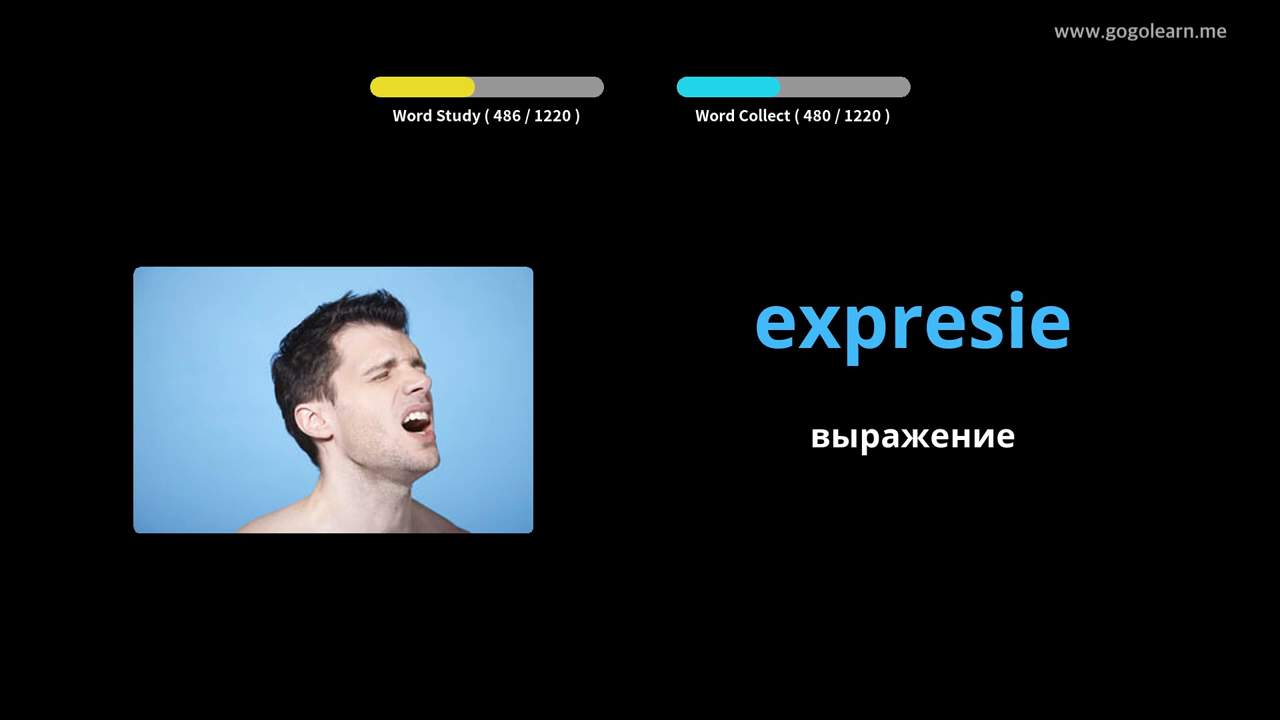 www.gogolearn.me
Word Study ( 486 / 1220 )
Word Collect ( 480 / 1220 )
expresie
выражение